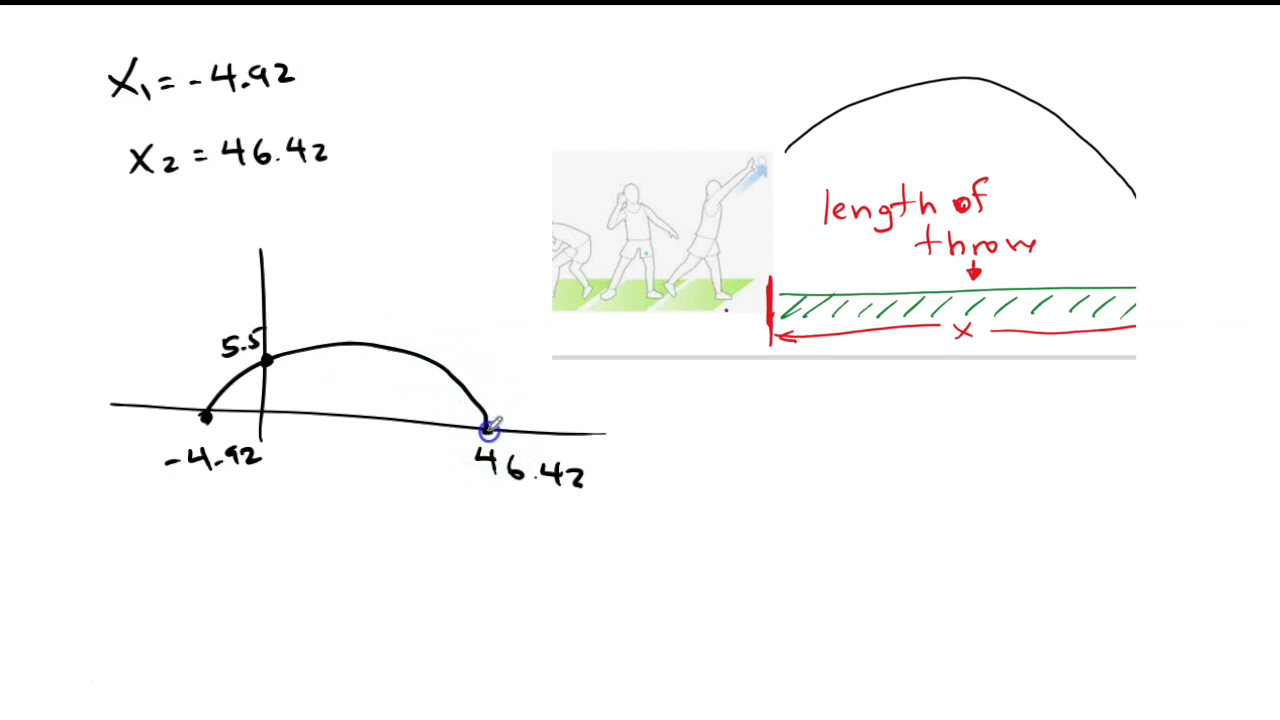 X₁ = -4.92
X₂ = 46.42
length of
throw
x
5.5
-4.92
46.42